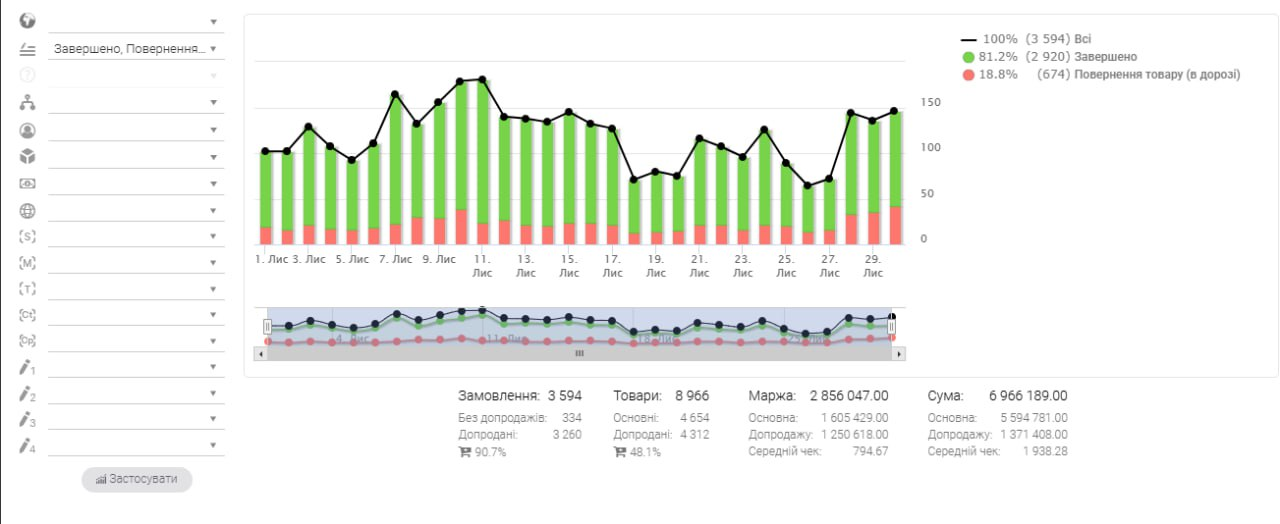 Завершено, Повернення...
[S]
[M]
[T]
[Ct]
[Cp]
1
2
3
4
Застосувати
100% (3 594) Всі
81.2% (2 920) Завершено
18.8% (674) Повернення товару (в дорозі)
150
100
50
0
1. Лис 3. Лис 5. Лис 7. Лис 9. Лис 11. Лис 13. Лис 15. Лис 17. Лис 19. Лис 21. Лис 23. Лис 25. Лис 27. Лис 29. Лис
4. Лис 11. Лис 18. Лис 25. Лис
Замовлення: 3 594 Товари: 8 966 Маржа: 2 856 047.00 Сума: 6 966 189.00
Без допродажів: 334 Основні: 4 654 Основна: 1 605 429.00 Основна: 5 594 781.00
Допродані: 3 260 Допродані: 4 312 Допродажу: 1 250 618.00 Допродажу: 1 371 408.00
90.7% 48.1% Середній чек: 794.67 Середній чек: 1 938.28